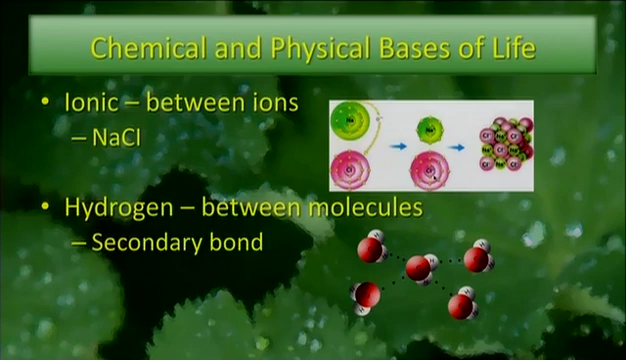 Chemical and Physical Bases of Life
• Ionic – between ions
– NaCl
• Hydrogen – between molecules
– Secondary bond